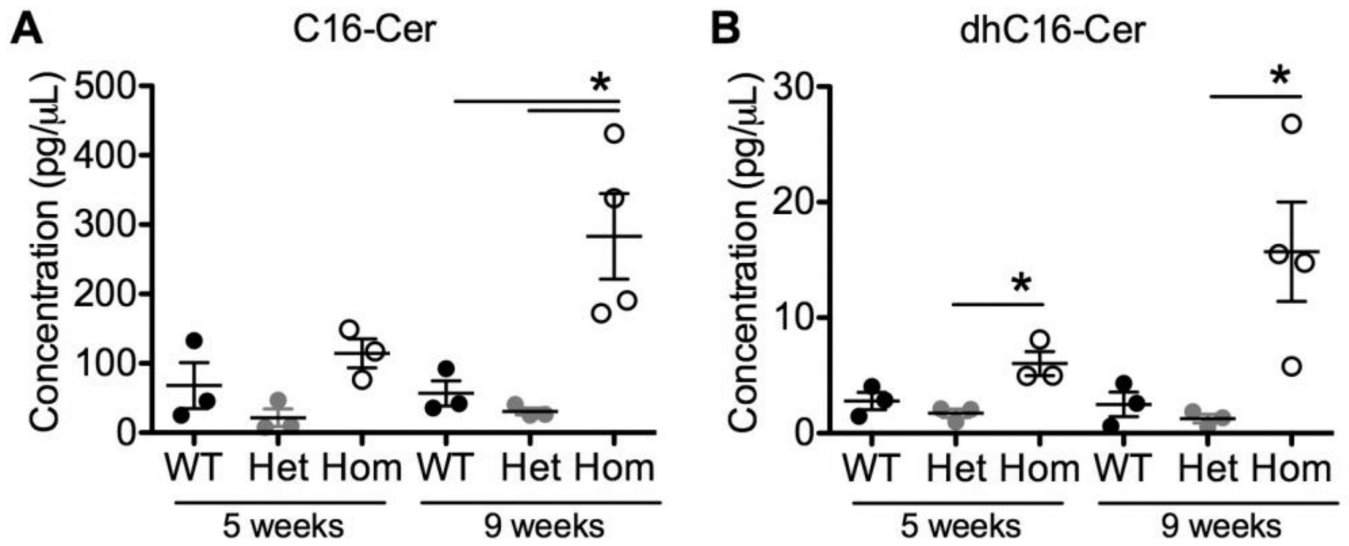 A C16-Cer
Concentration (pg/μL)
500
400
300
200
100
0
*
WT Het Hom WT Het Hom
5 weeks 9 weeks
B dhC16-Cer
Concentration (pg/μL)
30
20
10
0
*
*
WT Het Hom WT Het Hom
5 weeks 9 weeks